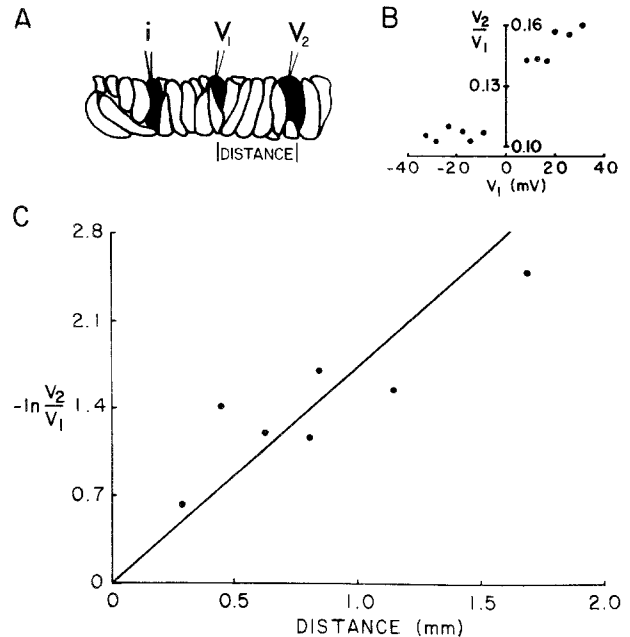 A
i
V1
V2
DISTANCE
B
V2
V1
0.16
0.13
0.10
-40
-20
0
20
40
V1 (mV)
C
2.8
2.1
1.4
0.7
0
-ln V2
V1
0
0.5
1.0
1.5
2.0
DISTANCE (mm)